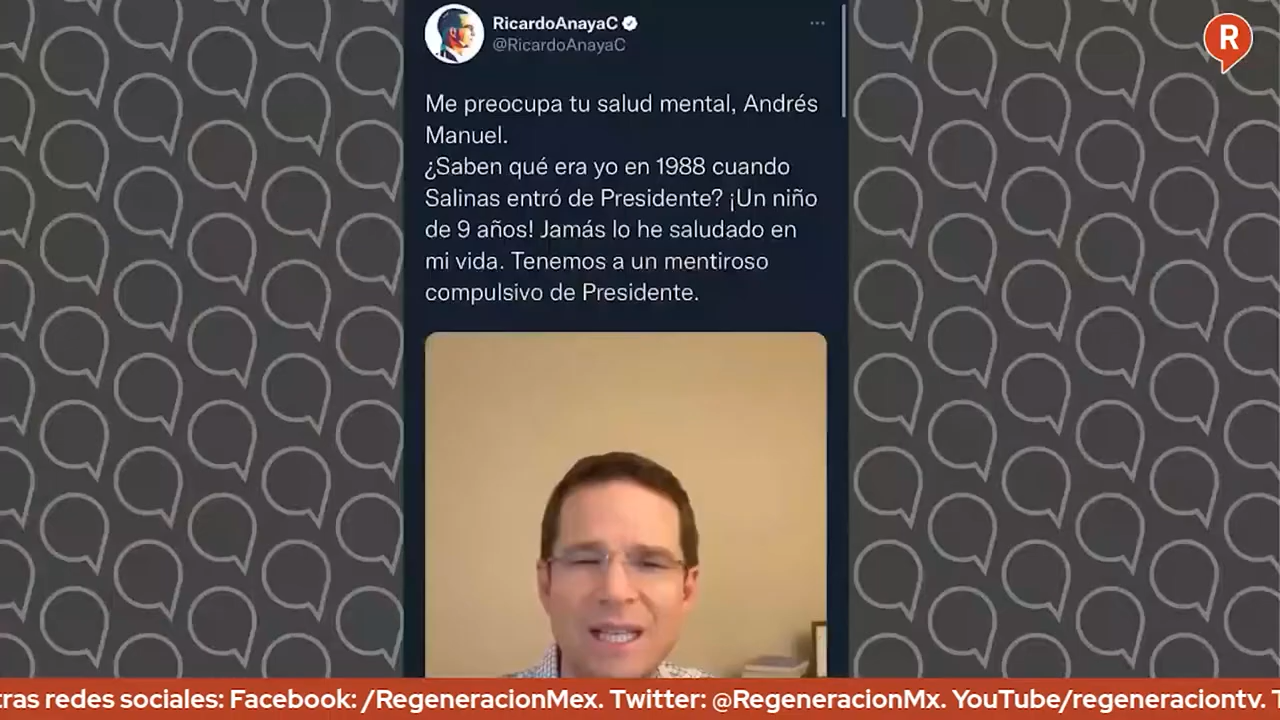 RicardoAnayaC
@RicardoAnayaC
R
Me preocupa tu salud mental, Andrés
Manuel.
¿Saben qué era yo en 1988 cuando
Salinas entró de Presidente? ¡Un niño
de 9 años! Jamás lo he saludado en
mi vida. Tenemos a un mentiroso
compulsivo de Presidente.
tras redes sociales: Facebook: /RegeneracionMex. Twitter: @RegeneracionMx. YouTube/regeneraciontv. T